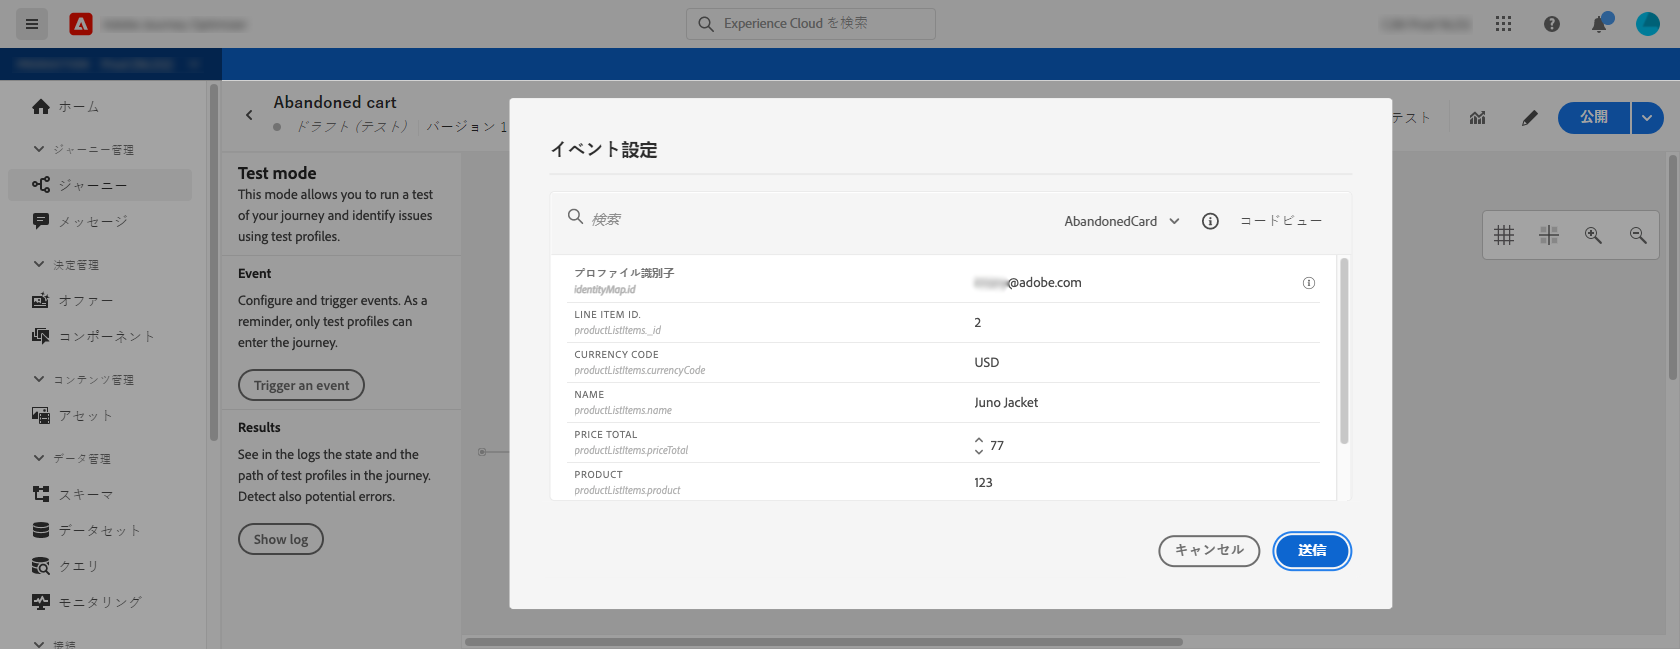 Experience Cloud を検索
ホーム
ジャーニー管理
ジャーニー
メッセージ
決定管理
オファー
コンポーネント
コンテンツ管理
アセット
データ管理
スキーマ
データセット
クエリ
モニタリング
接続
Abandoned cart
ドラフト (テスト)
バージョン 1
テスト
公開
Test mode
This mode allows you to run a test
of your journey and identify issues
using test profiles.
Event
Configure and trigger events. As a
reminder, only test profiles can
enter the journey.
Trigger an event
Results
See in the logs the state and the
path of test profiles in the journey.
Detect also potential errors.
Show log
イベント設定
検索
AbandonedCard
コードビュー
プロファイル識別子
identityMap.id
@adobe.com
LINE ITEM ID.
productListItems._id
2
CURRENCY CODE
productListItems.currencyCode
USD
NAME
productListItems.name
Juno Jacket
PRICE TOTAL
productListItems.priceTotal
77
PRODUCT
productListItems.product
123
キャンセル
送信